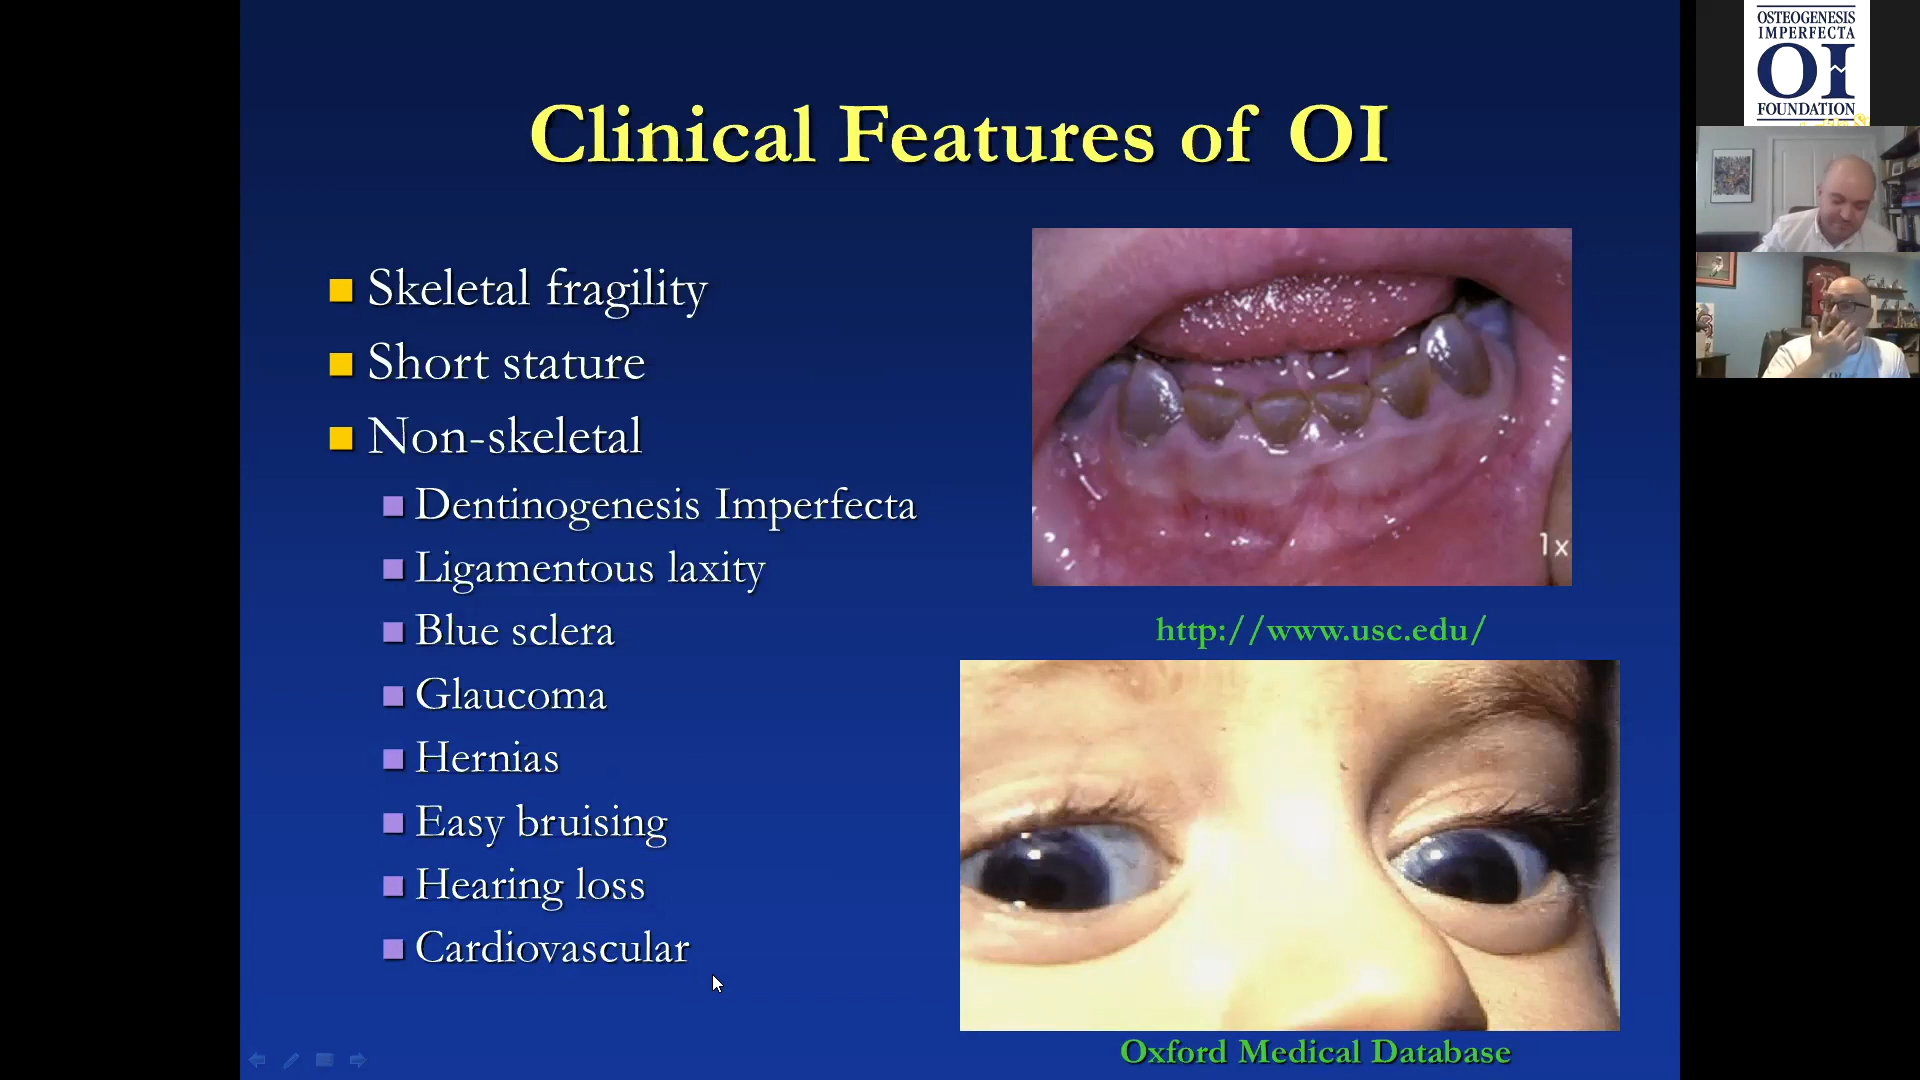 Clinical Features of OI
Skeletal fragility
Short stature
Non-skeletal
Dentinogenesis Imperfecta
Ligamentous laxity
Blue sclera
Glaucoma
Hernias
Easy bruising
Hearing loss
Cardiovascular
1x
http://www.usc.edu/
Oxford Medical Database
OSTEOGENESIS
IMPERFECTA
OI
FOUNDATION